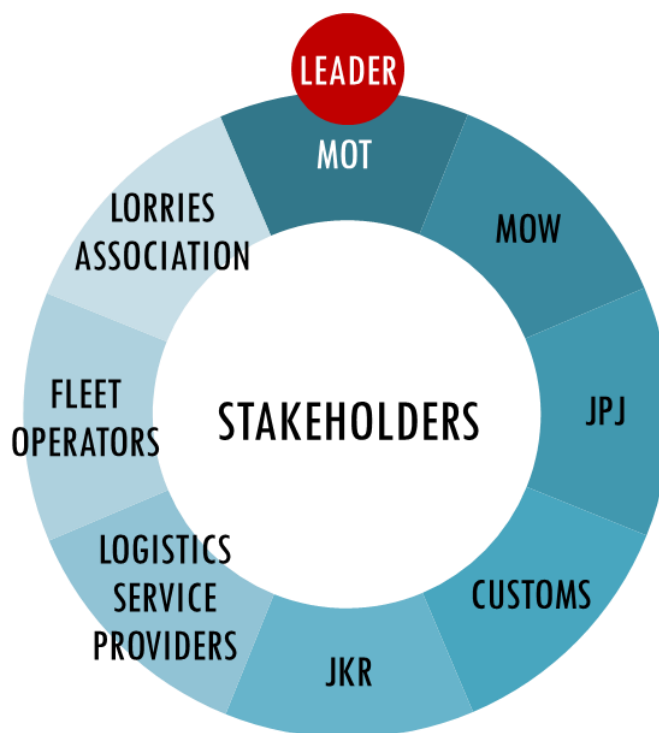 LEADER
MOT
MOW
JPJ
CUSTOMS
JKR
LOGISTICS
SERVICE
PROVIDERS
FLEET
OPERATORS
LORRIES
ASSOCIATION
STAKEHOLDERS